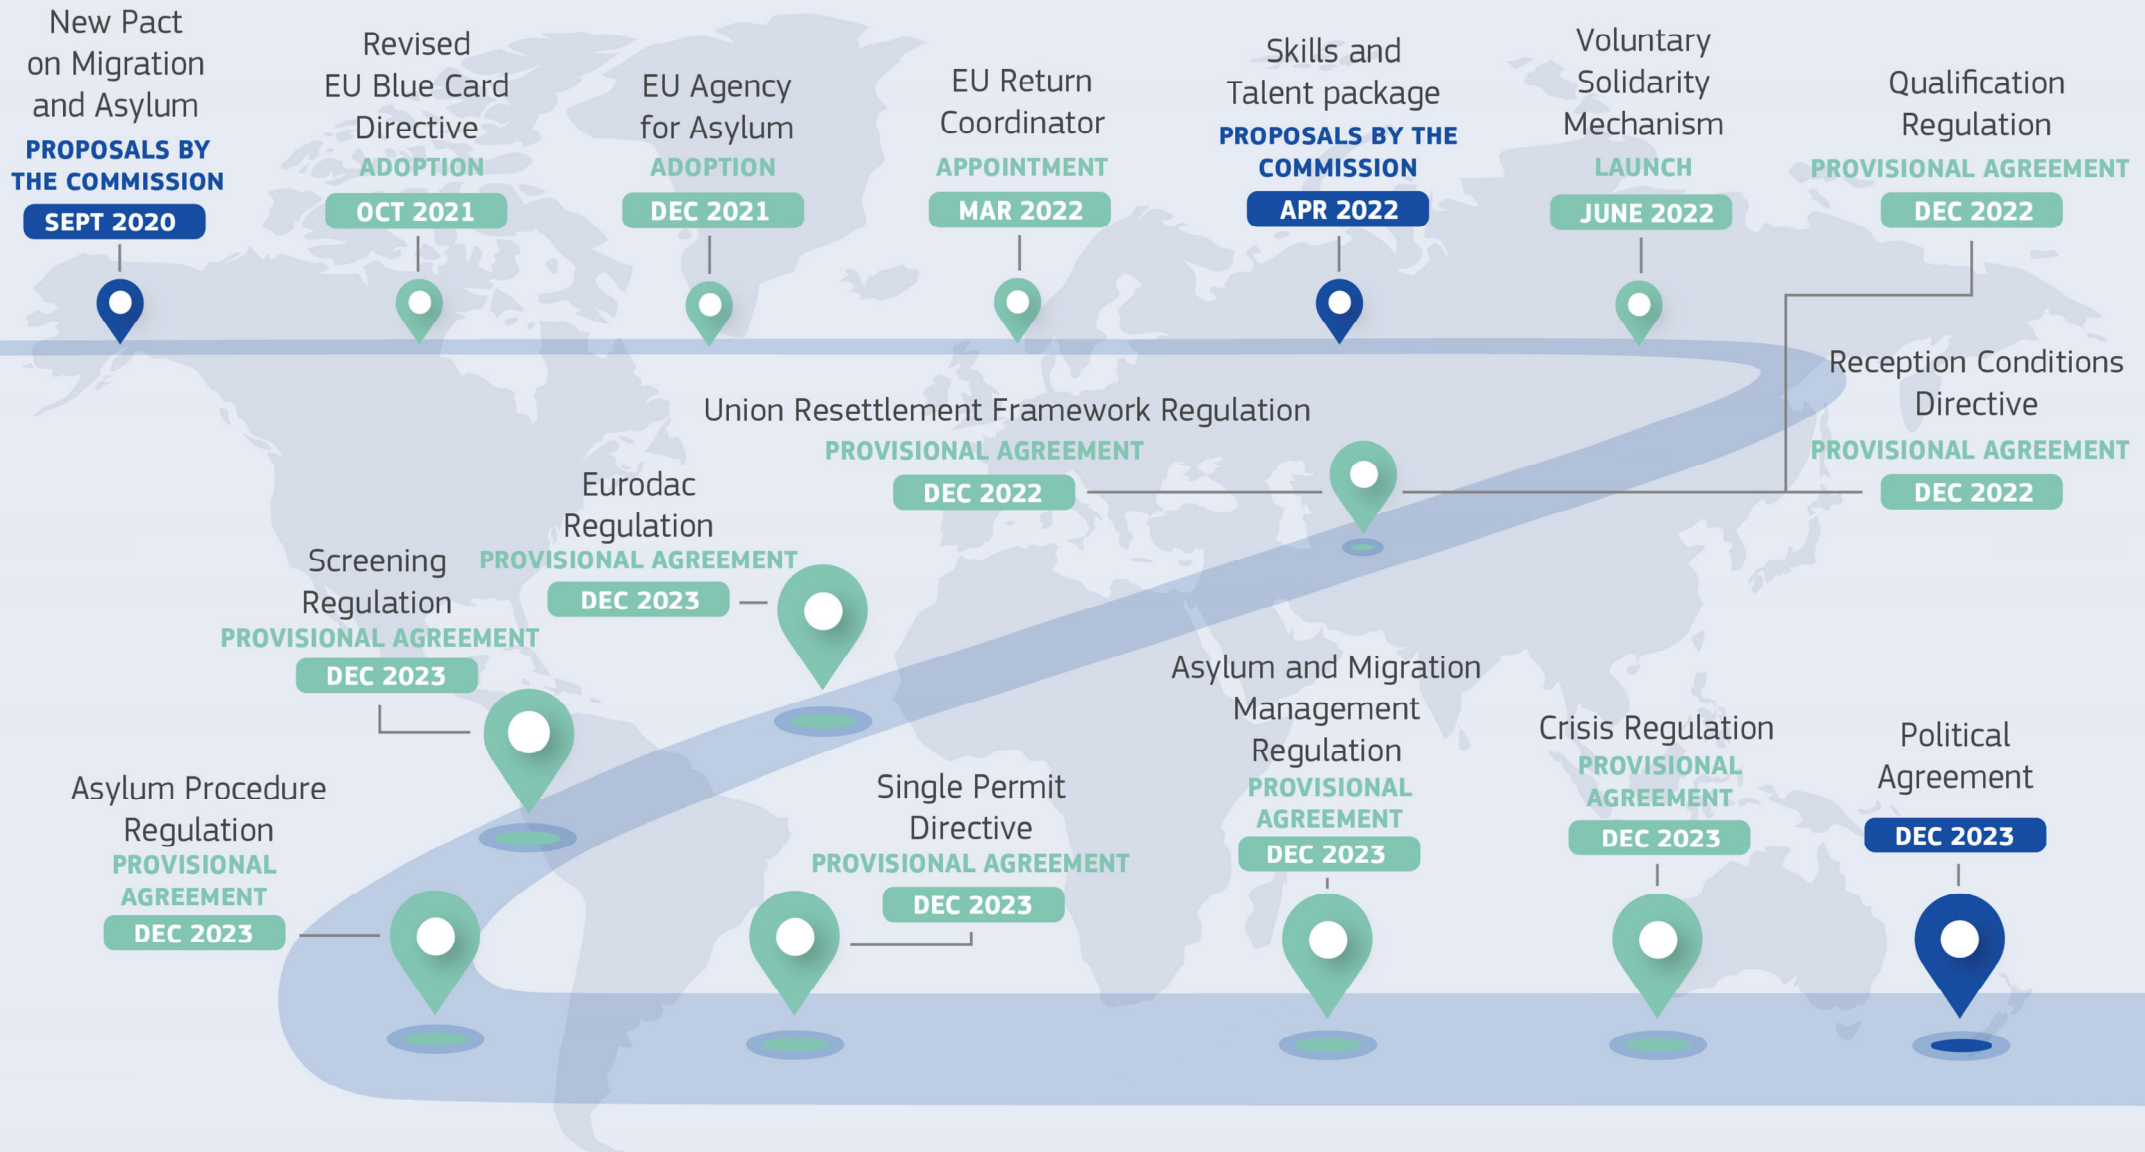 New Pact
on Migration
and Asylum
PROPOSALS BY
THE COMMISSION
SEPT 2020
Revised
EU Blue Card
Directive
ADOPTION
OCT 2021
EU Agency
for Asylum
ADOPTION
DEC 2021
EU Return
Coordinator
APPOINTMENT
MAR 2022
Skills and
Talent package
PROPOSALS BY THE
COMMISSION
APR 2022
Voluntary
Solidarity
Mechanism
LAUNCH
JUNE 2022
Qualification
Regulation
PROVISIONAL AGREEMENT
DEC 2022
Reception Conditions
Directive
PROVISIONAL AGREEMENT
DEC 2022
Union Resettlement Framework Regulation
PROVISIONAL AGREEMENT
DEC 2022
Eurodac
Regulation
PROVISIONAL AGREEMENT
DEC 2023
Screening
Regulation
PROVISIONAL AGREEMENT
DEC 2023
Asylum Procedure
Regulation
PROVISIONAL
AGREEMENT
DEC 2023
Single Permit
Directive
PROVISIONAL AGREEMENT
DEC 2023
Asylum and Migration
Management
Regulation
PROVISIONAL
AGREEMENT
DEC 2023
Crisis Regulation
PROVISIONAL
AGREEMENT
DEC 2023
Political
Agreement
DEC 2023